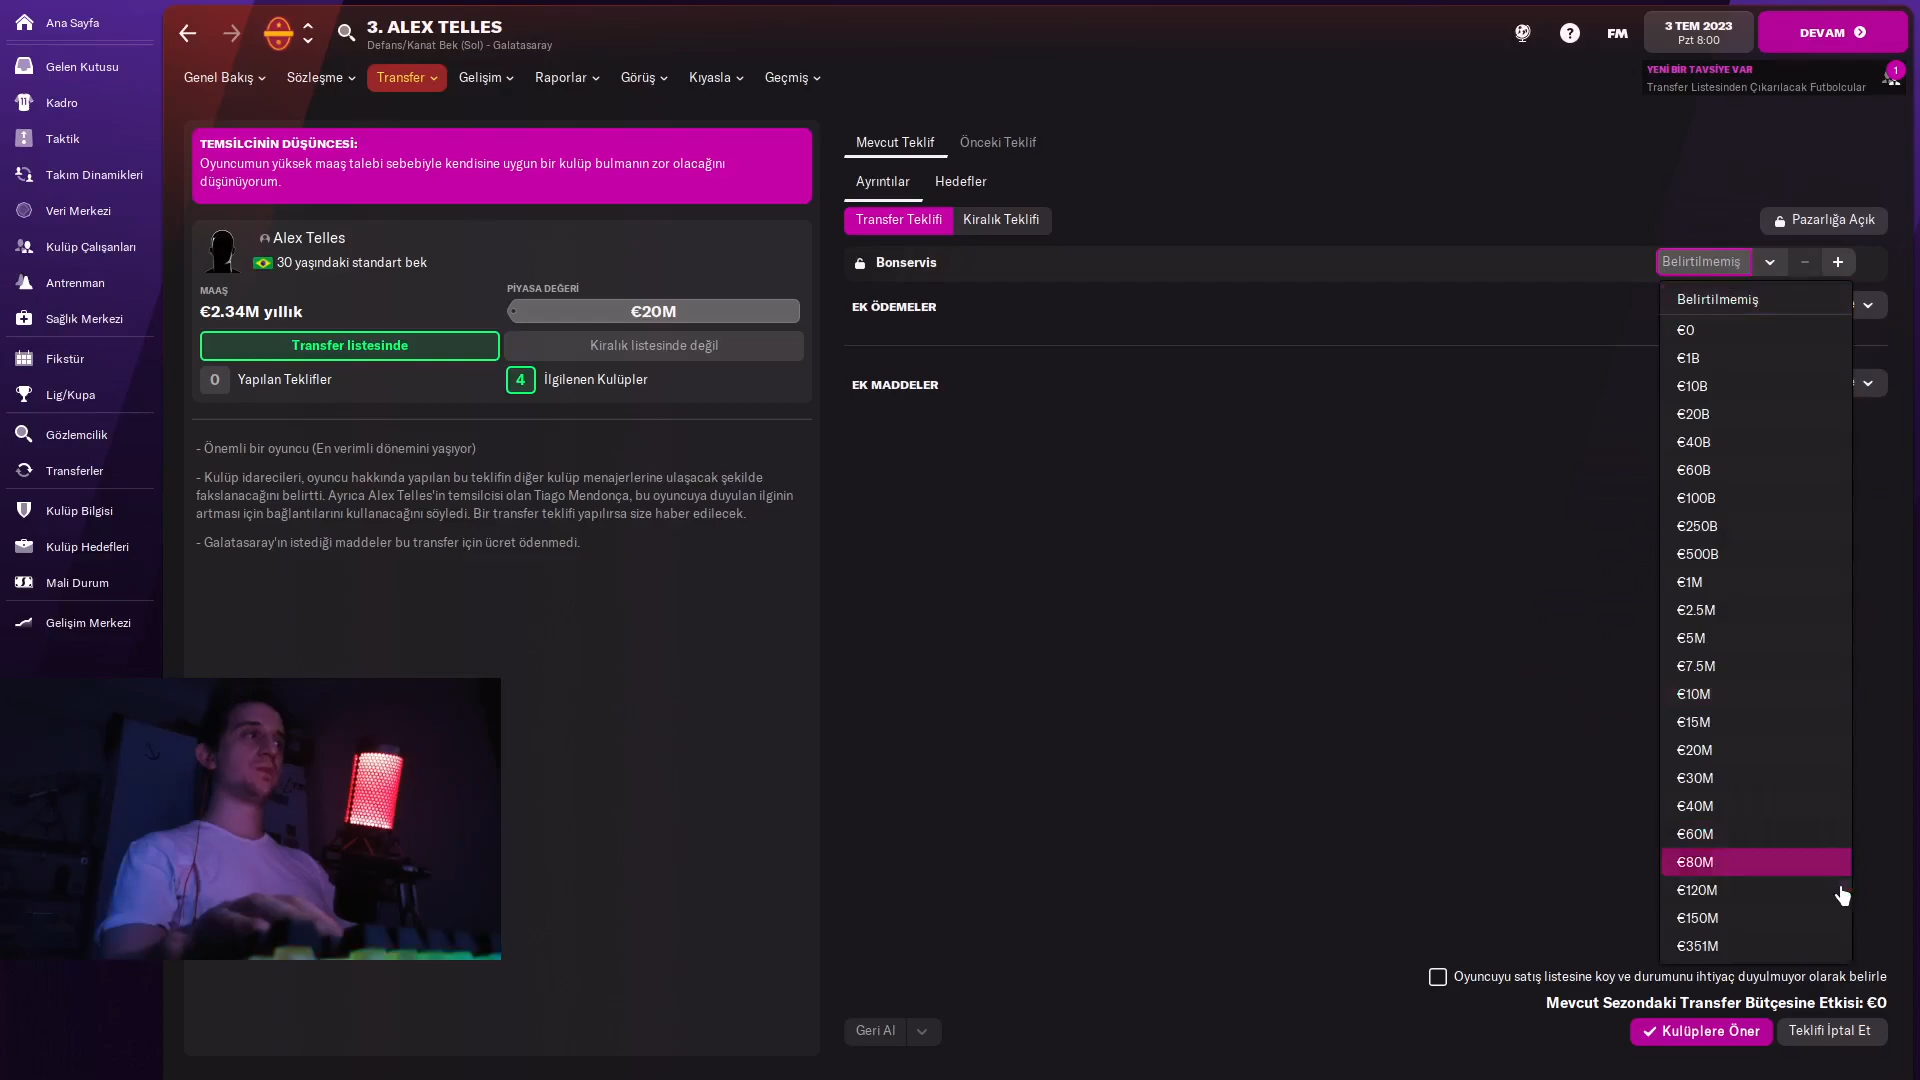 Ana Sayfa
Gelen Kutusu
Kadro
Taktik
Takım Dinamikleri
Veri Merkezi
Kulüp Çalışanları
Antrenman
Sağlık Merkezi
Fikstür
Lig/Kupa
Gözlemcilik
Transferler
Kulüp Bilgisi
Kulüp Hedefleri
Mali Durum
Gelişim Merkezi
3. ALEX TELLES
Defans/Kanat Bek (Sol) - Galatasaray
FM
3 TEM 2023
Pzt 8:00
DEVAM
Genel Bakış
Sözleşme
Transfer
Gelişim
Raporlar
Görüş
Kıyasla
Geçmiş
YENİ BİR TAVSİYE VAR
Transfer Listesinden Çıkarılacak Futbolcular
1
TEMSİLCİNİN DÜŞÜNCESİ:
Oyuncumun yüksek maaş talebi sebebiyle kendisine uygun bir kulüp bulmanın zor olacağını
düşünüyorum.
Alex Telles
30 yaşındaki standart bek
MAAŞ
€2.34M yıllık
PİYASA DEĞERİ
€20M
Transfer listesinde
Kiralık listesinde değil
0 Yapılan Teklifler
4 İlgilenen Kulüpler
- Önemli bir oyuncu (En verimli dönemini yaşıyor)
- Kulüp idarecileri, oyuncu hakkında yapılan bu teklifin diğer kulüp menajerlerine ulaşacak şekilde
fakslanacağını belirtti. Ayrıca Alex Telles'in temsilcisi olan Tiago Mendonça, bu oyuncuya duyulan ilginin
artması için bağlantılarını kullanacağını söyledi. Bir transfer teklifi yapılırsa size haber edilecek.
- Galatasaray'ın istediği maddeler bu transfer için ücret ödenmedi.
Mevcut Teklif
Önceki Teklif
Ayrıntılar
Hedefler
Transfer Teklifi
Kiralık Teklifi
Pazarlığa Açık
Bonservis
Belirtilmemiş
EK ÖDEMELER
EK MADDELER
Belirtilmemiş
€0
€1B
€10B
€20B
€40B
€60B
€100B
€250B
€500B
€1M
€2.5M
€5M
€7.5M
€10M
€15M
€20M
€30M
€40M
€60M
€80M
€120M
€150M
€351M
Oyuncuyu satış listesine koy ve durumunu ihtiyaç duyulmuyor olarak belirle
Mevcut Sezondaki Transfer Bütçesine Etkisi: €0
Geri Al
Kulüplere Öner
Teklifi İptal Et